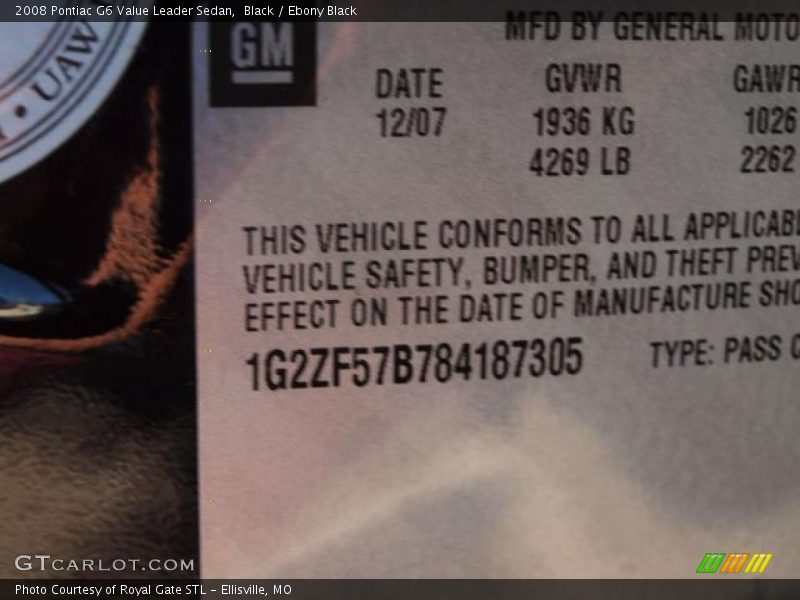 2008 Pontiac G6 Value Leader Sedan, Black / Ebony Black
UAW
GM
MFD BY GENERAL MOTO
DATE GVWR GAWR
12/07 1936 KG 1026
4269 LB 2262
THIS VEHICLE CONFORMS TO ALL APPLICABL
VEHICLE SAFETY, BUMPER, AND THEFT PREV
EFFECT ON THE DATE OF MANUFACTURE SHO
1G2ZF57B784187305 TYPE: PASS C
GTCARLOT.COM
Photo Courtesy of Royal Gate STL – Ellisville, MO